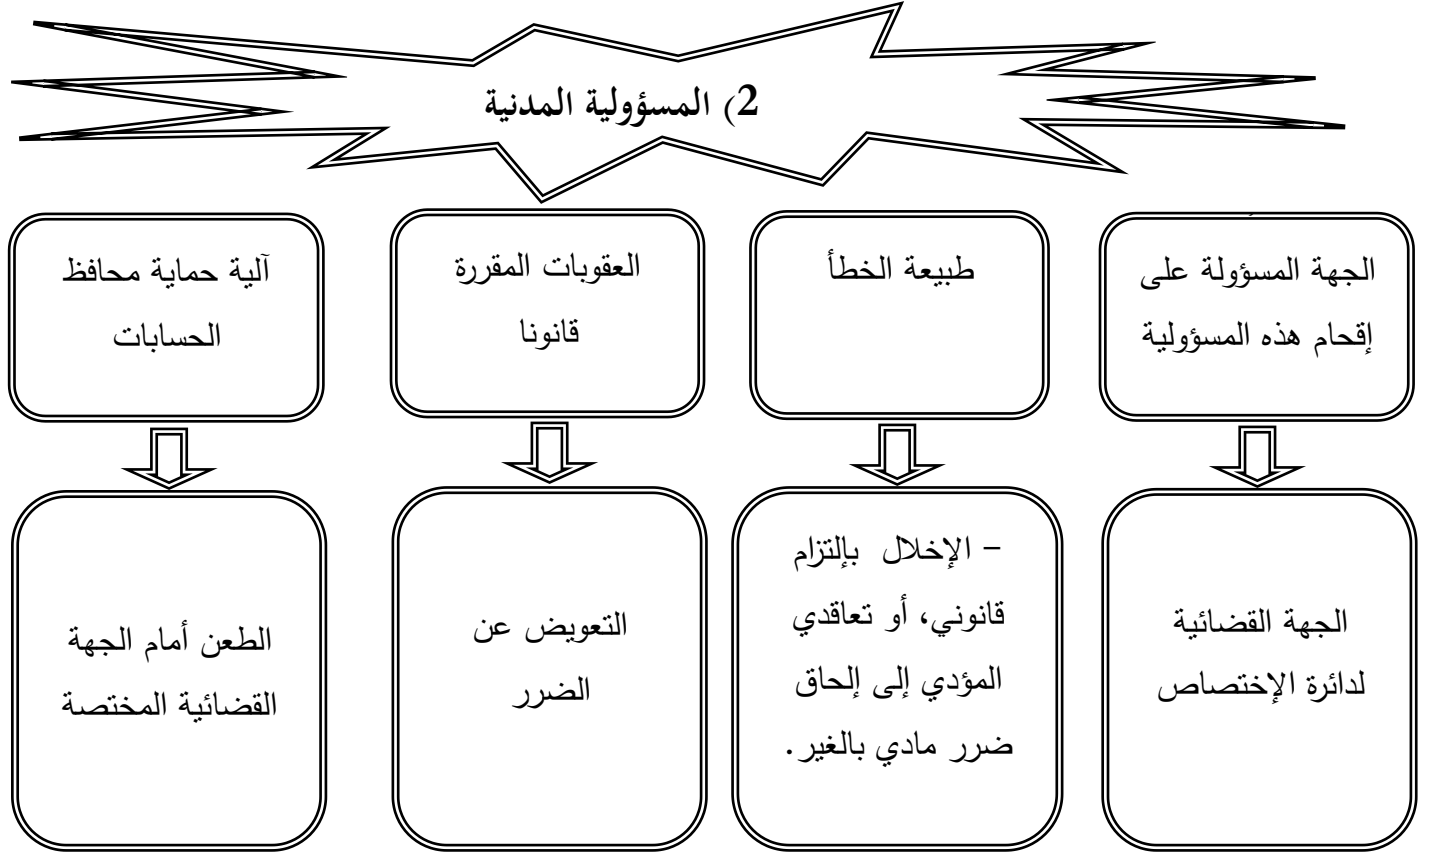 2) المسؤولية المدنية
الجهة المسؤولة على
إقحام هذه المسؤولية
طبيعة الخطأ
العقوبات المقررة
قانونا
آلية حماية محافظ
الحسابات
الجهة القضائية
لدائرة الإختصاص
- الإخلال بإلتزام
قانوني، أو تعاقدي
المؤدي إلى إلحاق
ضرر مادي بالغير.
التعويض عن
الضرر
الطعن أمام الجهة
القضائية المختصة